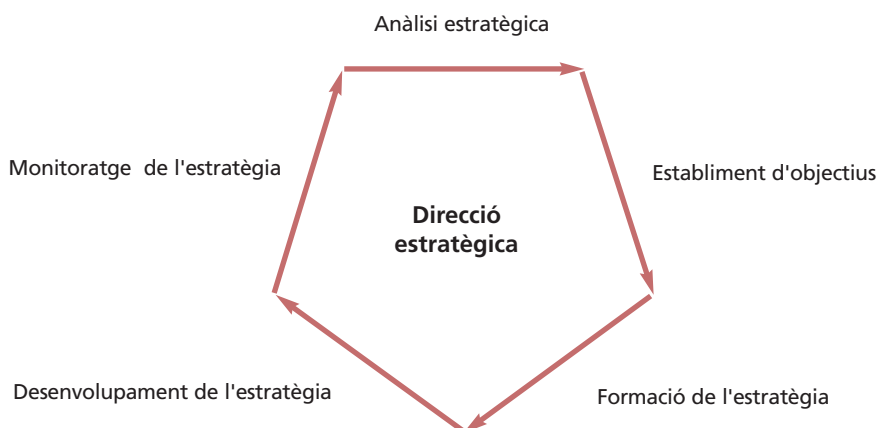 Anàlisi estratègica
Monitoratge de l'estratègia
Establiment d'objectius
Direcció
estratègica
Desenvolupament de l'estratègia
Formació de l'estratègia